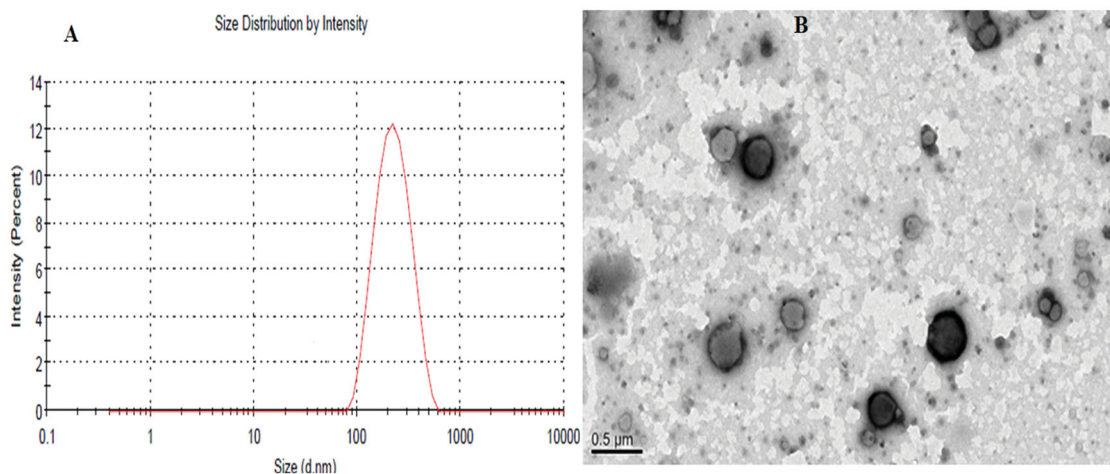 A
Size Distribution by Intensity
14
12
10
8
6
4
2
0
Intensity (Percent)
0.1 1 10 100 1000 10000
Size (d.nm)
B
0.5 µm